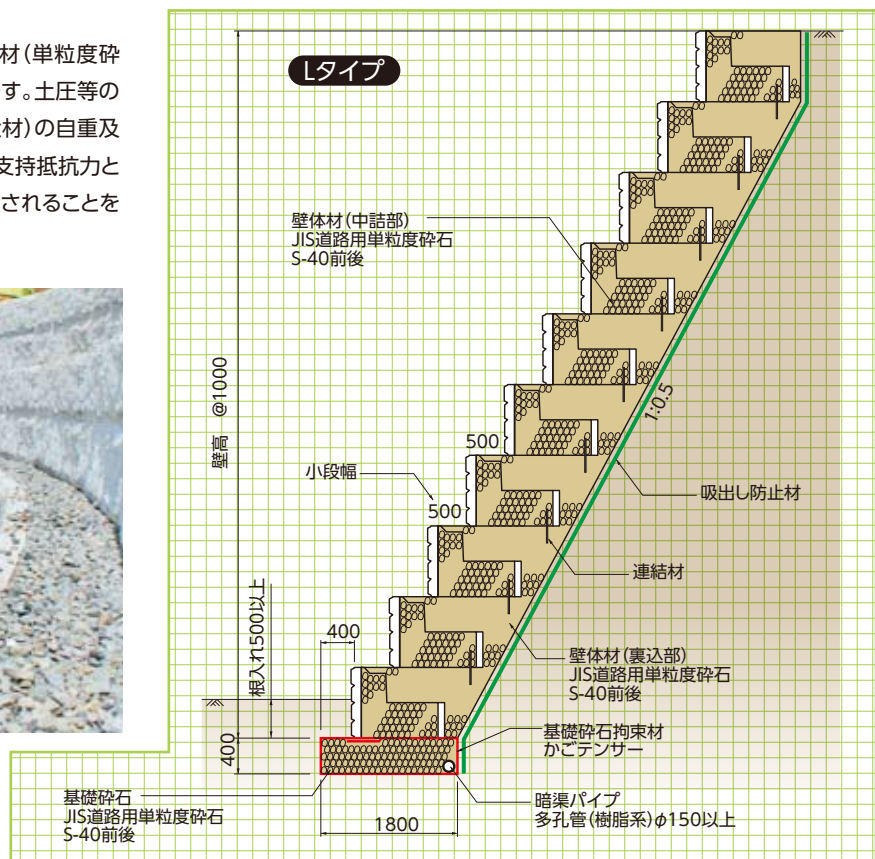 材(単粒度砕
す。土圧等の
材)の自重及
支持抵抗力と
されることを
Lタイプ
壁体材(中詰部)
JIS道路用単粒度砕石
S-40前後
壁高 @1000
1:0.5
500
小段幅
500
吸出し防止材
連結材
根入れ500以上
400
壁体材(裏込部)
JIS道路用単粒度砕石
S-40前後
400
基礎砕石拘束材
かごテンサー
基礎砕石
JIS道路用単粒度砕石
S-40前後
1800
暗渠パイプ
多孔管(樹脂系)φ150以上